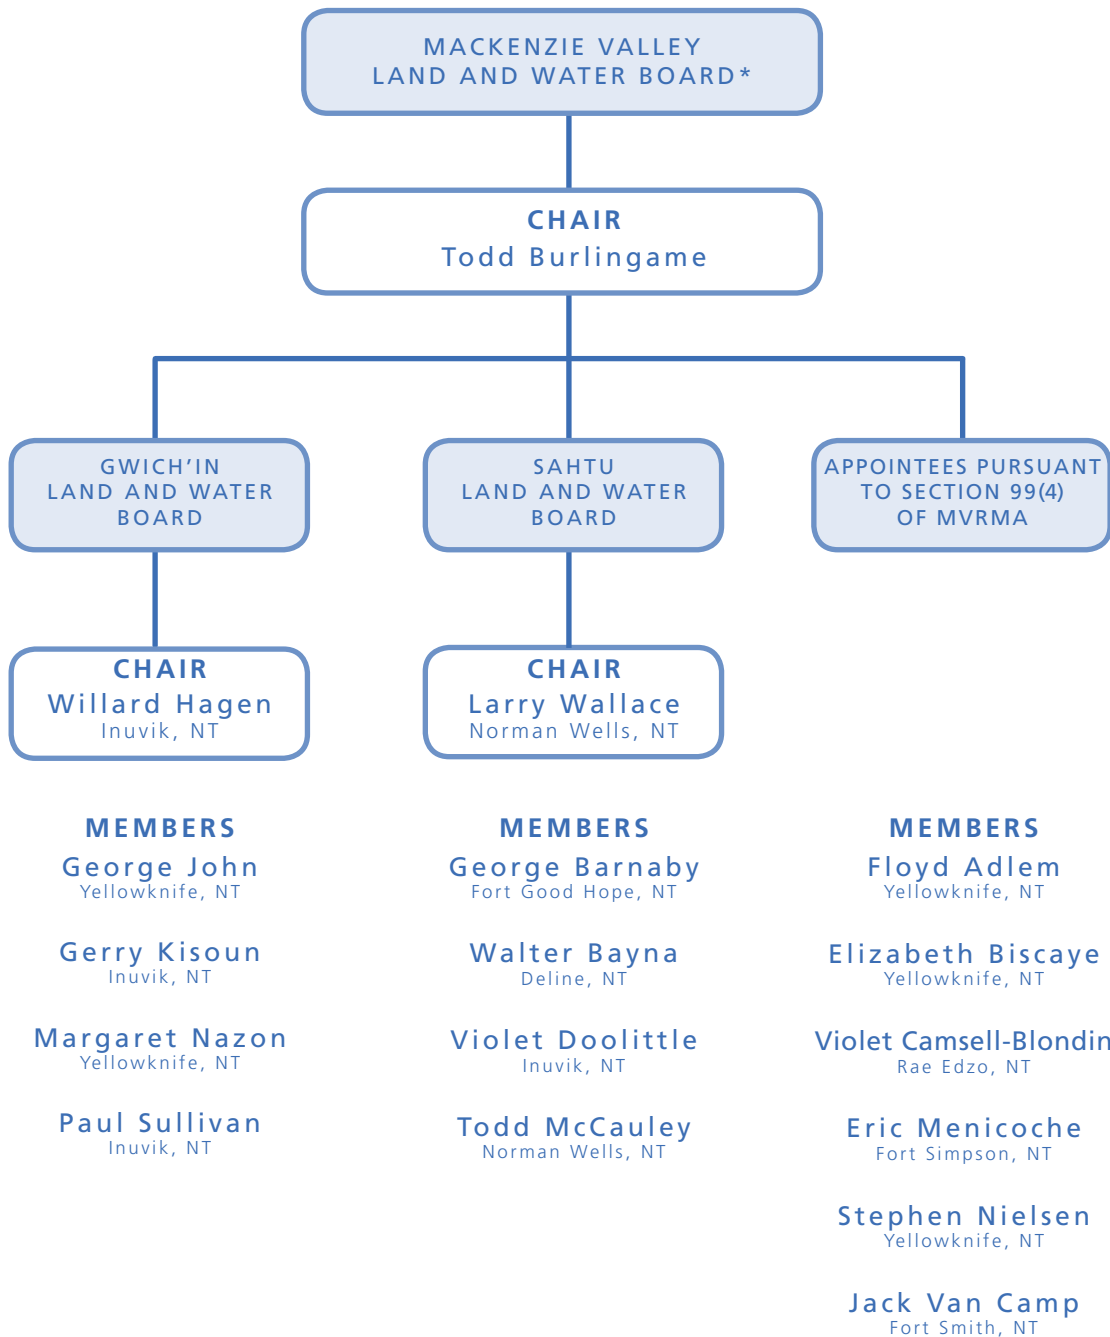 MACKENZIE VALLEY
LAND AND WATER BOARD*
CHAIR
Todd Burlingame
GWICH'IN
LAND AND WATER
BOARD
CHAIR
Willard Hagen
Inuvik, NT
MEMBERS
George John
Yellowknife, NT
Gerry Kisoun
Inuvik, NT
Margaret Nazon
Yellowknife, NT
Paul Sullivan
Inuvik, NT
SAHTU
LAND AND WATER
BOARD
CHAIR
Larry Wallace
Norman Wells, NT
MEMBERS
George Barnaby
Fort Good Hope, NT
Walter Bayna
Deline, NT
Violet Doolittle
Inuvik, NT
Todd McCauley
Norman Wells, NT
APPOINTEES PURSUANT
TO SECTION 99(4)
OF MVRMA
MEMBERS
Floyd Adlem
Yellowknife, NT
Elizabeth Biscaye
Yellowknife, NT
Violet Camsell-Blondin
Rae Edzo, NT
Eric Menicoche
Fort Simpson, NT
Stephen Nielsen
Yellowknife, NT
Jack Van Camp
Fort Smith, NT